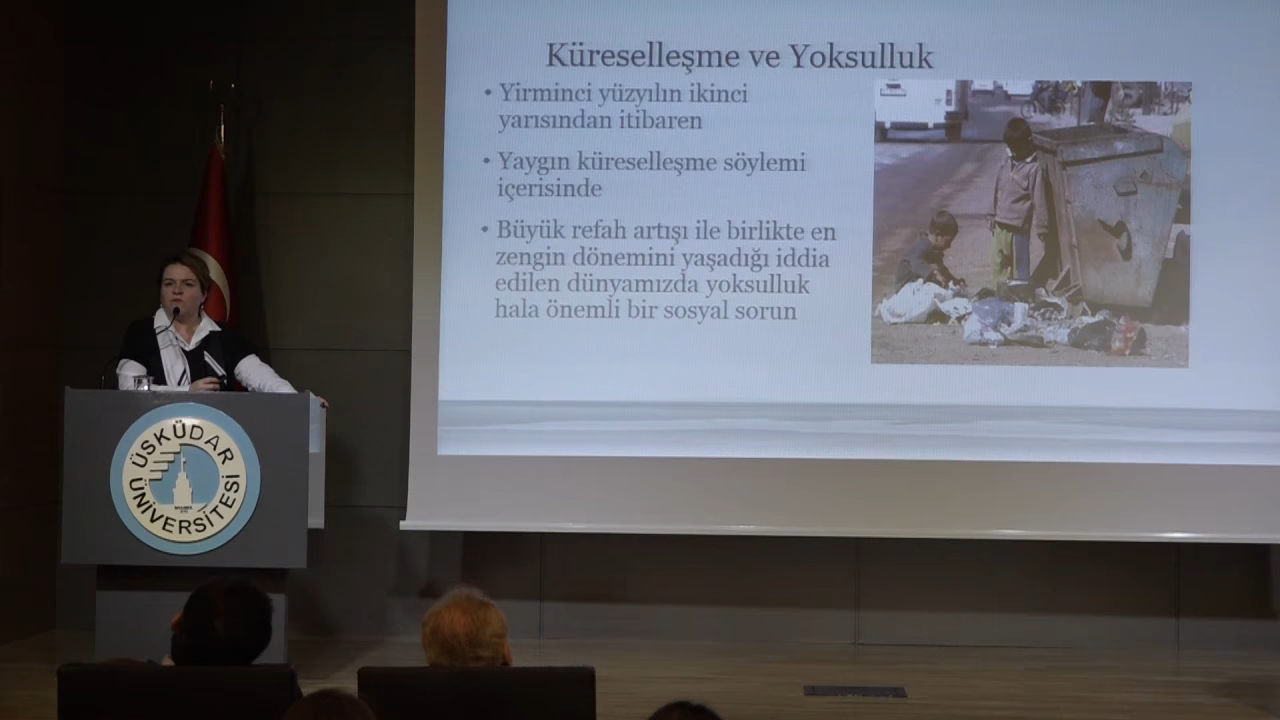 Küreselleşme ve Yoksulluk
• Yirminci yüzyılın ikinci
yarısından itibaren
• Yaygın küreselleşme söylemi
içerisinde
• Büyük refah artışı ile birlikte en
zengin dönemini yaşadığı iddia
edilen dünyamızda yoksulluk
hala önemli bir sosyal sorun
ÜSKÜDAR
ÜNİVERSİTESİ